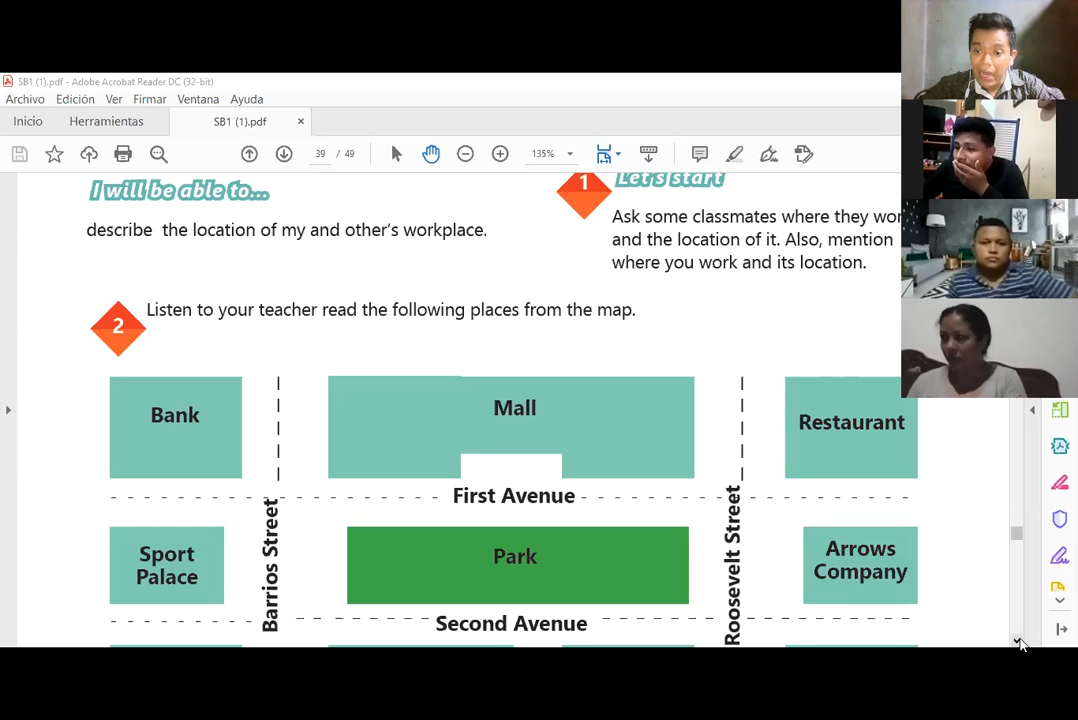 SB1 (1).pdf - Adobe Acrobat Reader DC (32-bit)
Archivo Edición Ver Firmar Ventana Ayuda
Inicio Herramientas SB1 (1).pdf ×
39 / 49 135%
I will be able to...
1 Let's start
describe the location of my and other's workplace.
Ask some classmates where they
and the location of it. Also, mention
where you work and its location.
2 Listen to your teacher read the following places from the map.
Bank Mall Restaurant
First Avenue
Barrios Street
Roosevelt Street
Sport
Palace
Park
Arrows
Company
Second Avenue